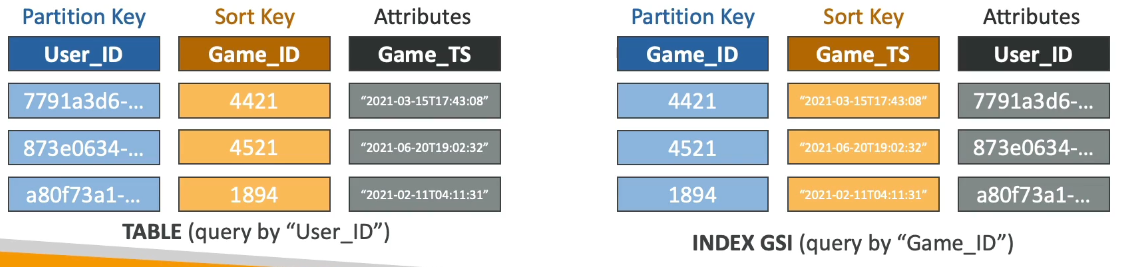 Partition Key Sort Key Attributes
User_ID Game_ID Game_TS
7791a3d6-... 4421 “2021-03-15T17:43:08”
873e0634-... 4521 “2021-06-20T19:02:32”
a80f73a1-... 1894 “2021-02-11T04:11:31”
TABLE (query by “User_ID”)
Partition Key Sort Key Attributes
Game_ID Game_TS User_ID
4421 “2021-03-15T17:43:08” 7791a3d6-...
4521 “2021-06-20T19:02:32” 873e0634-...
1894 “2021-02-11T04:11:31” a80f73a1-...
INDEX GSI (query by “Game_ID”)